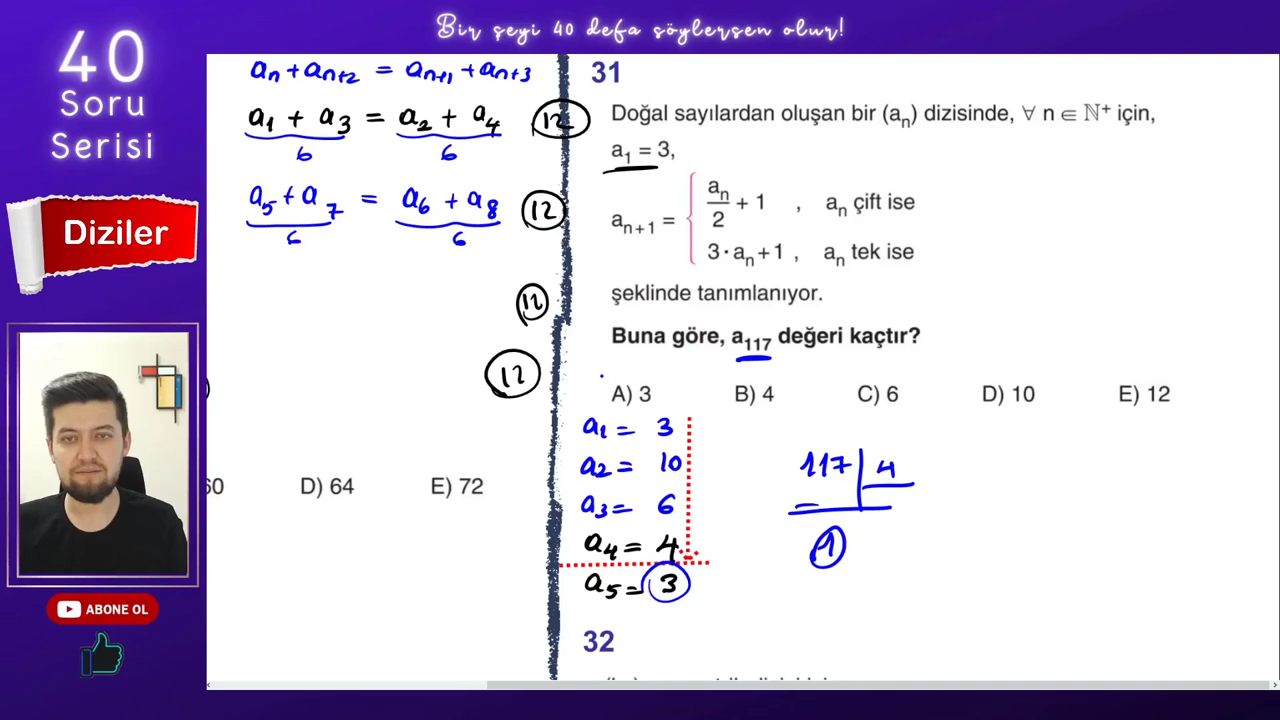 Bir şeyi 40 defa söylersen olur!
40
Soru
Serisi
Diziler
ABONE OL
aₙ + aₙ₊₂ = aₙ₊₁ + aₙ₊₃
a₁ + a₃ = a₂ + a₄ 12
6 6
a₅ + a₇ = a₆ + a₈ 12
6 6
12
12
60 D) 64 E) 72
31
Doğal sayılardan oluşan bir (aₙ) dizisinde, ∀ n ∈ ℕ⁺ için,
a₁ = 3,
aₙ₊₁ = { aₙ/2 + 1 , aₙ çift ise
3·aₙ+1 , aₙ tek ise
şeklinde tanımlanıyor.
Buna göre, a₁₁₇ değeri kaçtır?
A) 3 B) 4 C) 6 D) 10 E) 12
a₁ = 3
a₂ = 10
a₃ = 6
a₄ = 4
a₅ = 3
117 | 4
1
32